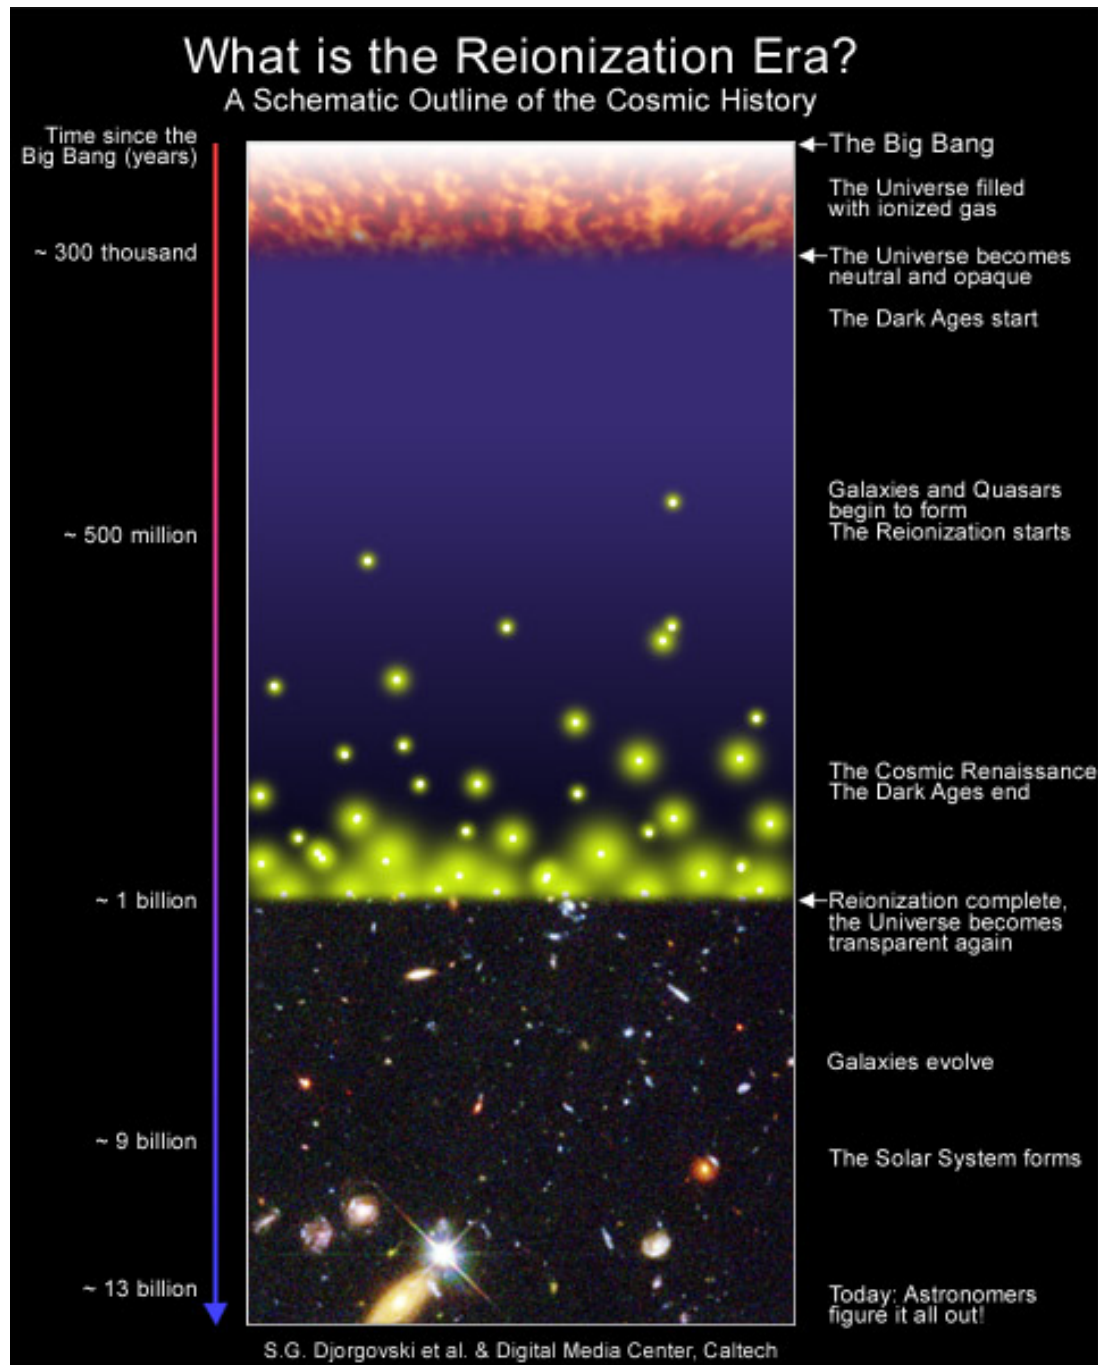 What is the Reionization Era?
A Schematic Outline of the Cosmic History
Time since the
Big Bang (years)
The Big Bang
The Universe filled
with ionized gas
~ 300 thousand
The Universe becomes
neutral and opaque
The Dark Ages start
Galaxies and Quasars
begin to form
The Reionization starts
~ 500 million
The Cosmic Renaissance
The Dark Ages end
~ 1 billion
Reionization complete,
the Universe becomes
transparent again
Galaxies evolve
~ 9 billion
The Solar System forms
~ 13 billion
Today: Astronomers
figure it all out!
S.G. Djorgovski et al. & Digital Media Center, Caltech